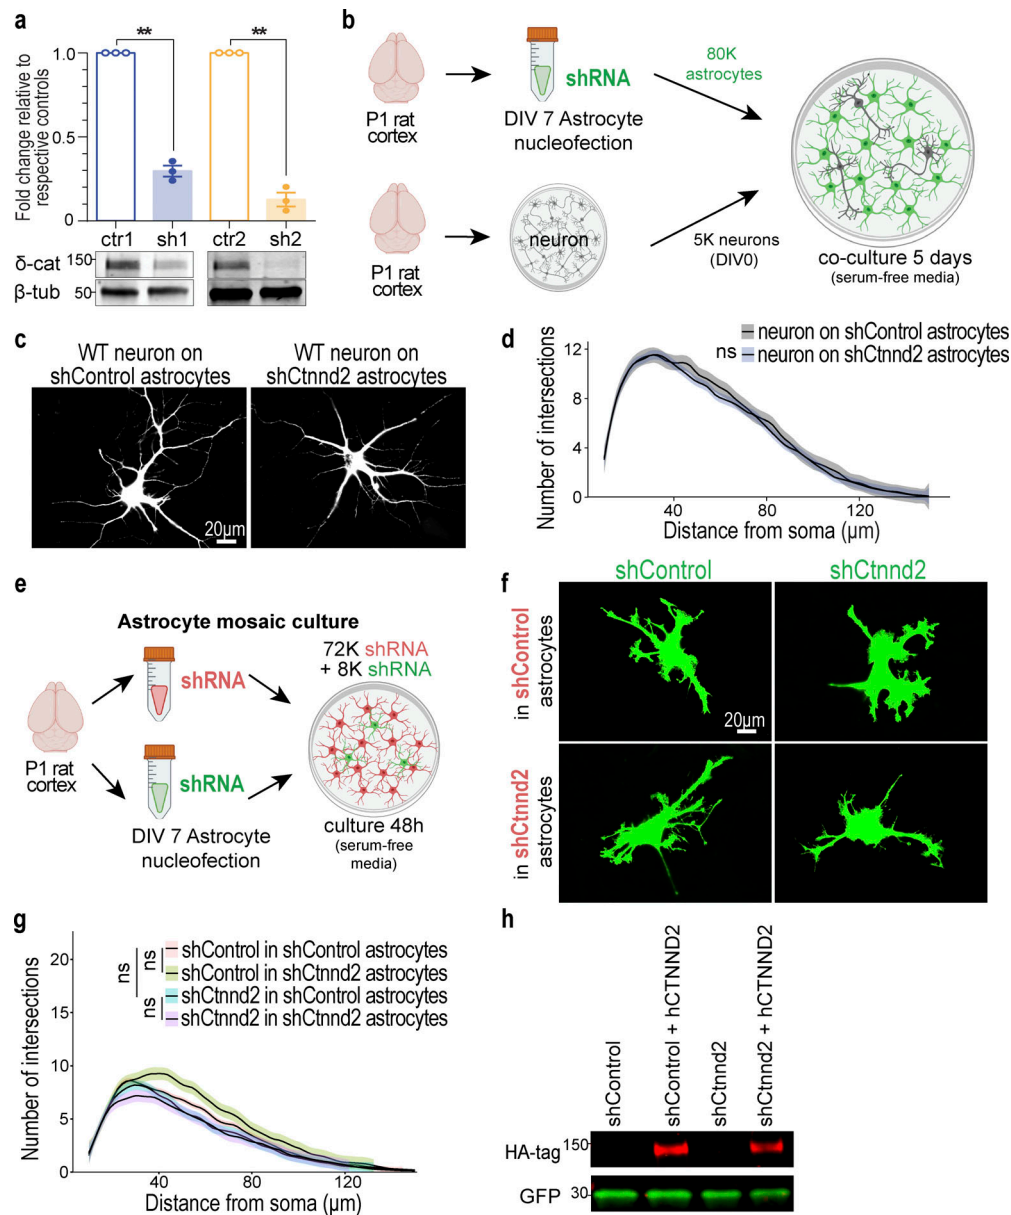 a
Fold change relative to
respective controls
1.0
0.5
0
**
**
ctr1
sh1
ctr2
sh2
δ-cat
150
β-tub
50
b
P1 rat
cortex
shRNA
DIV 7 Astrocyte
nucleofection
80K
astrocytes
P1 rat
cortex
neuron
5K neurons
(DIV0)
co-culture 5 days
(serum-free media)
c
WT neuron on
shControl astrocytes
WT neuron on
shCtnnd2 astrocytes
20µm
d
neuron on shControl astrocytes
ns
neuron on shCtnnd2 astrocytes
Number of intersections
12
8
4
0
40
80
120
Distance from soma (µm)
e
Astrocyte mosaic culture
P1 rat
cortex
shRNA
shRNA
DIV 7 Astrocyte
nucleofection
72K shRNA
+ 8K shRNA
culture 48h
(serum-free
media)
f
shControl
shCtnnd2
in shControl
astrocytes
20µm
in shCtnnd2
astrocytes
g
Number of intersections
20
15
10
5
0
ns
ns
ns
shControl in shControl astrocytes
shControl in shCtnnd2 astrocytes
shCtnnd2 in shControl astrocytes
shCtnnd2 in shCtnnd2 astrocytes
40
80
120
Distance from soma (µm)
h
shControl
shControl + hCTNND2
shCtnnd2
shCtnnd2 + hCTNND2
HA-tag
150
GFP
30